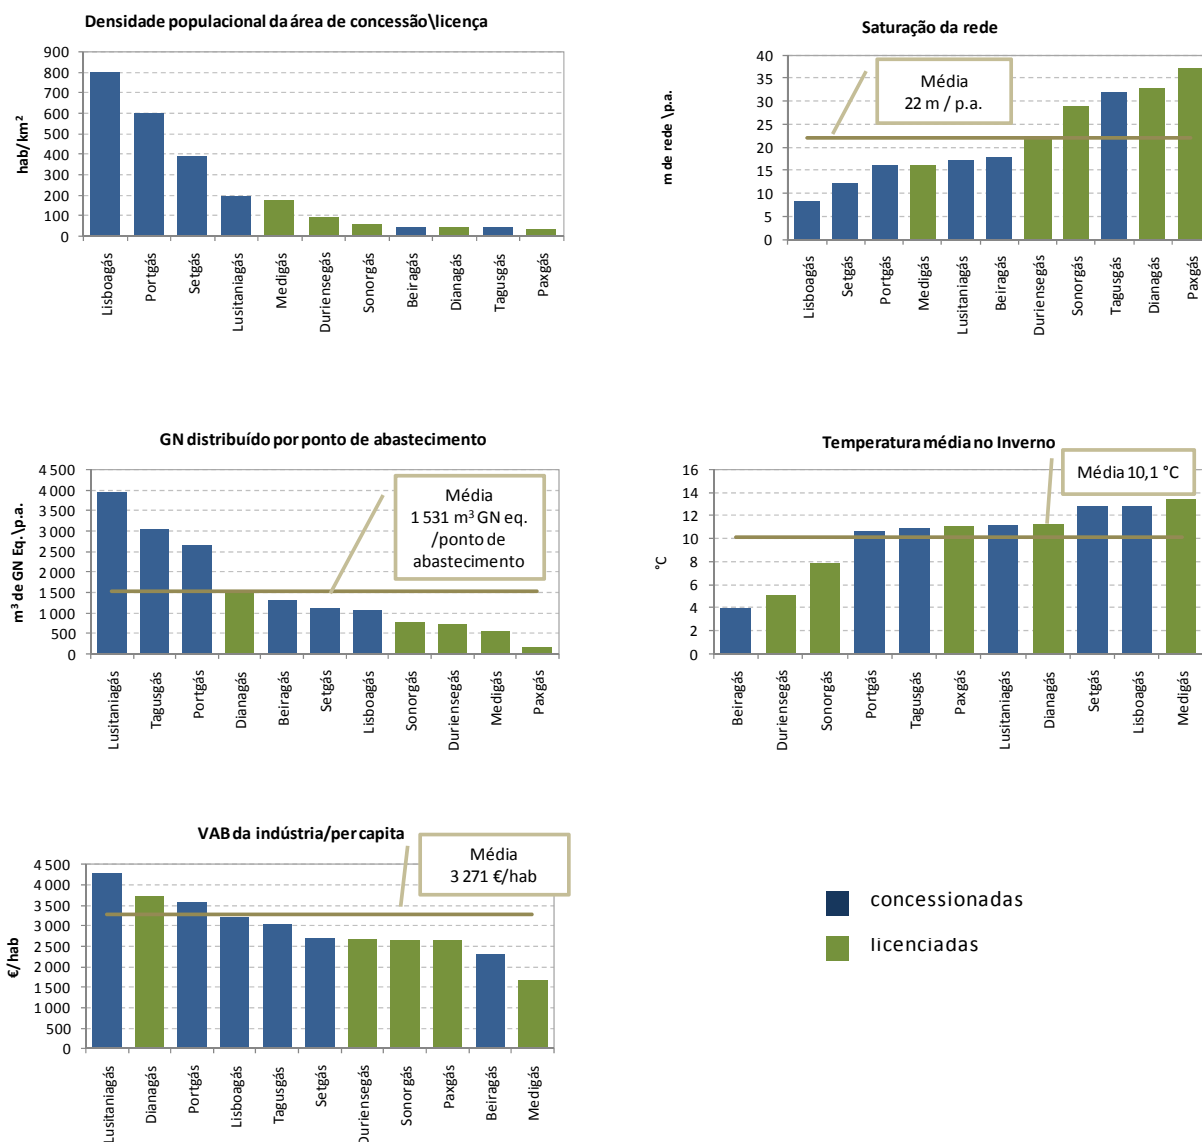 Densidade populacional da área de concessão\licença
hab/km²
900
800
700
600
500
400
300
200
100
0
Lisboagás
Portgás
Setgás
Lusitaniagás
Medigás
Duriensegás
Sonorgás
Beiragás
Dianagás
Tagusgás
Paxgás
Saturação da rede
m de rede \p.a.
40
35
30
25
20
15
10
5
0
Média
22 m / p.a.
Lisboagás
Setgás
Portgás
Medigás
Lusitaniagás
Beiragás
Duriensegás
Sonorgás
Tagusgás
Dianagás
Paxgás
GN distribuído por ponto de abastecimento
m³ de GN Eq. \p.a.
4 500
4 000
3 500
3 000
2 500
2 000
1 500
1 000
500
0
Média
1 531 m³ GN eq.
/ponto de
abastecimento
Lusitaniagás
Tagusgás
Portgás
Dianagás
Beiragás
Setgás
Lisboagás
Sonorgás
Duriensegás
Medigás
Paxgás
Temperatura média no Inverno
°C
16
14
12
10
8
6
4
2
0
Média 10,1 °C
Beiragás
Duriensegás
Sonorgás
Portgás
Tagusgás
Paxgás
Lusitaniagás
Dianagás
Setgás
Lisboagás
Medigás
VAB da indústria/per capita
€/hab
4 500
4 000
3 500
3 000
2 500
2 000
1 500
1 000
500
0
Média
3 271 €/hab
Lusitaniagás
Dianagás
Portgás
Lisboagás
Tagusgás
Setgás
Duriensegás
Sonorgás
Paxgás
Beiragás
Medigás
concessionadas
licenciadas